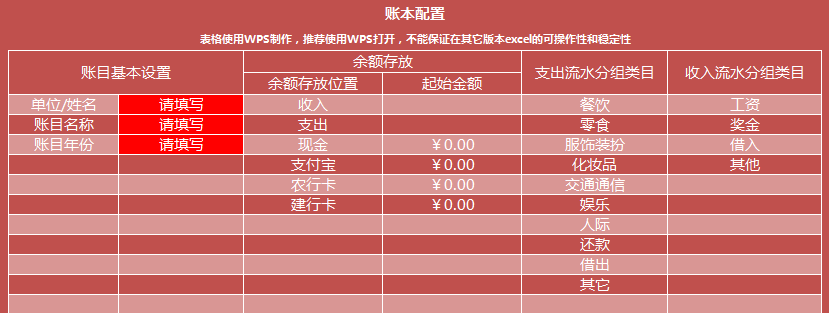 账本配置
表格使用WPS制作，推荐使用WPS打开，不能保证在其它版本excel的可操作性和稳定性
账目基本设置 余额存放 支出流水分组类目 收入流水分组类目
余额存放位置 起始金额
单位/姓名 请填写 收入 餐饮 工资
账目名称 请填写 支出 零食 奖金
账目年份 请填写 现金 ￥0.00 服饰装扮 借入
支付宝 ￥0.00 化妆品 其他
农行卡 ￥0.00 交通通信
建行卡 ￥0.00 娱乐
人际
还款
借出
其它